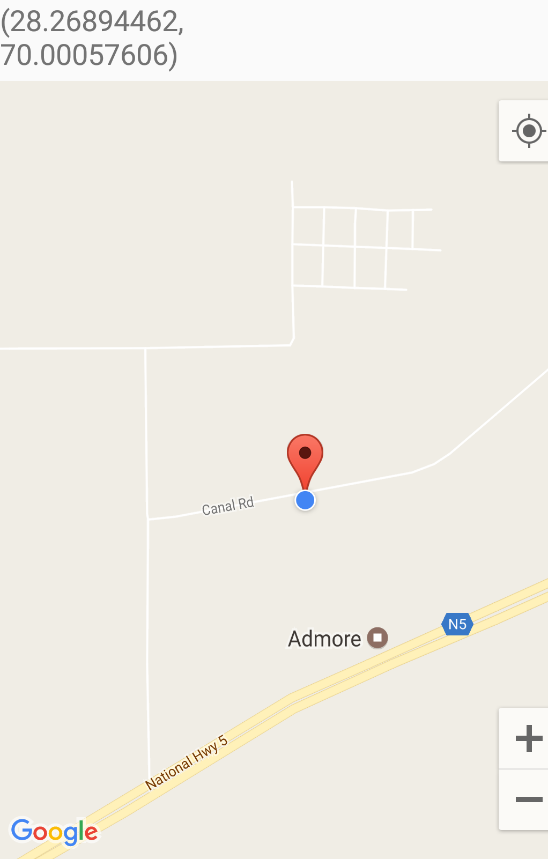 (28.26894462,
70.00057606)
Canal Rd
Admore
N5
National Hwy 5
Google